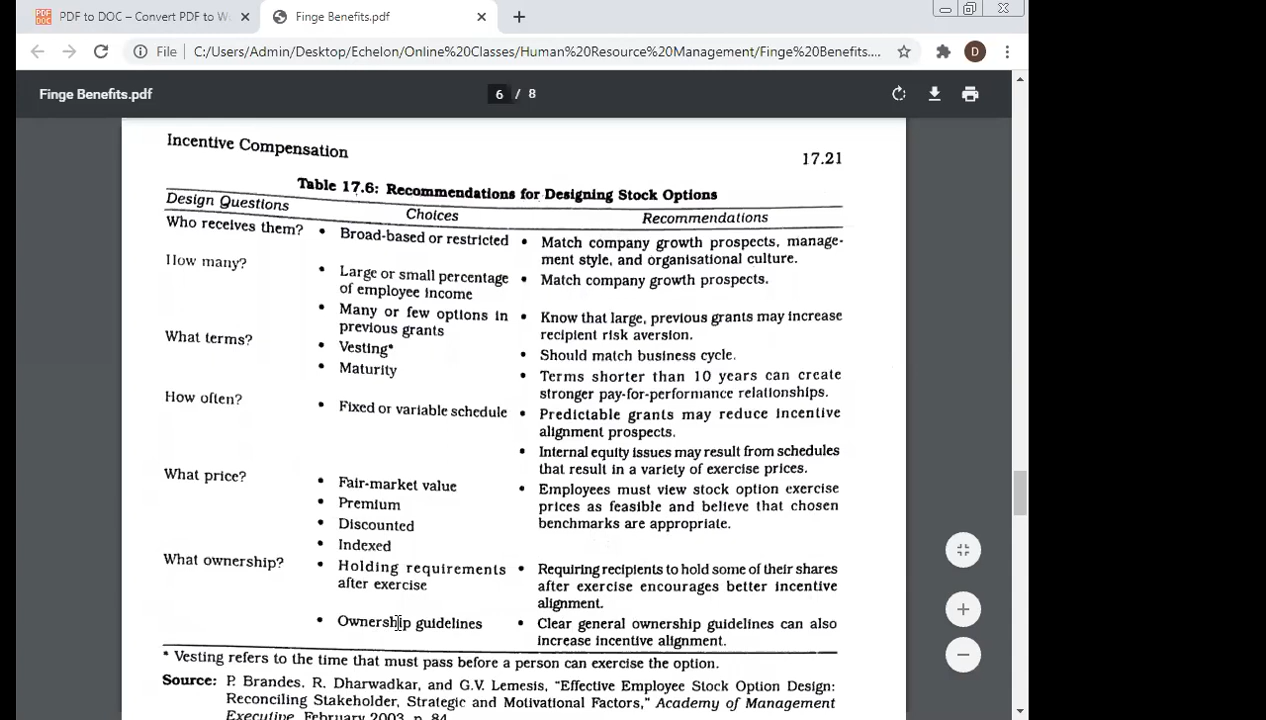 PDF to DOC – Convert PDF to W
Finge Benefits.pdf
File
C:/Users/Admin/Desktop/Echelon/Online%20Classes/Human%20Resource%20Management/Finge%20Benefits....
D
Finge Benefits.pdf
6 / 8
Incentive Compensation
17.21
Table 17.6: Recommendations for Designing Stock Options
Design Questions Choices Recommendations
Who receives them? • Broad-based or restricted • Match company growth prospects, manage-
ment style, and organisational culture.
How many? • Large or small percentage • Match company growth prospects.
of employee income
• Many or few options in • Know that large, previous grants may increase
previous grants recipient risk aversion.
What terms? • Vesting* • Should match business cycle.
• Maturity • Terms shorter than 10 years can create
stronger pay-for-performance relationships.
How often? • Fixed or variable schedule • Predictable grants may reduce incentive
alignment prospects.
• Internal equity issues may result from schedules
that result in a variety of exercise prices.
What price? • Fair-market value • Employees must view stock option exercise
• Premium prices as feasible and believe that chosen
• Discounted benchmarks are appropriate.
• Indexed
What ownership? • Holding requirements • Requiring recipients to hold some of their shares
after exercise after exercise encourages better incentive
alignment.
• Ownership guidelines • Clear general ownership guidelines can also
increase incentive alignment.
* Vesting refers to the time that must pass before a person can exercise the option.
Source: P. Brandes, R. Dharwadkar, and G.V. Lemesis, "Effective Employee Stock Option Design:
Reconciling Stakeholder, Strategic and Motivational Factors," Academy of Management
Executive, February 2003, p. 84